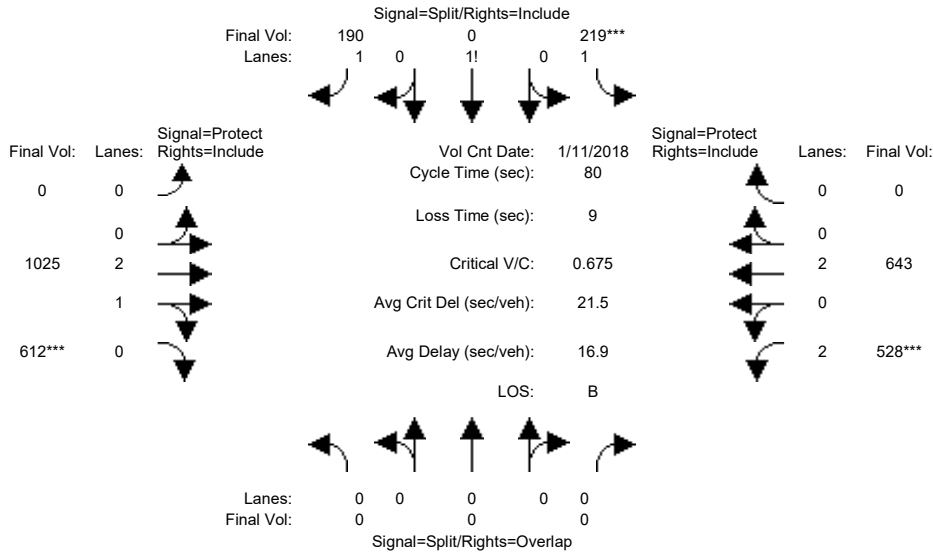 Signal=Split/Rights=Include
Final Vol: 190 0 219***
Lanes: 1 0 1! 0 1
Signal=Protect
Final Vol: Lanes: Rights=Include
Vol Cnt Date: 1/11/2018
Signal=Protect
Rights=Include Lanes: Final Vol:
Cycle Time (sec): 80
0 0 0 0
Loss Time (sec): 9
0 0
1025 2 Critical V/C: 0.675 2 643
1 Avg Crit Del (sec/veh): 21.5 0
612*** 0 Avg Delay (sec/veh): 16.9 2 528***
LOS: B
Lanes: 0 0 0 0 0
Final Vol: 0 0 0
Signal=Split/Rights=Overlap